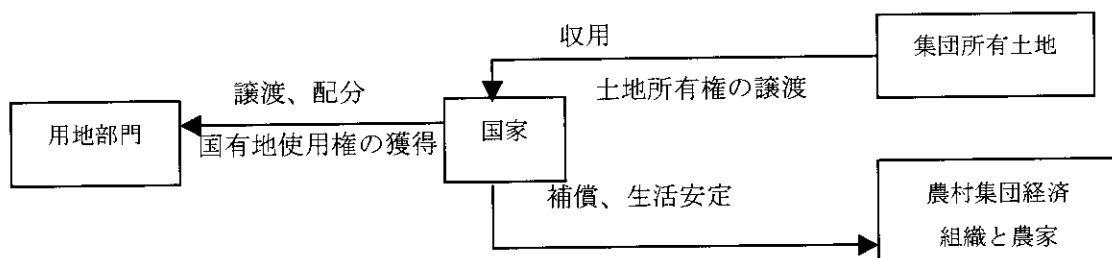 収用
集団所有土地
土地所有権の譲渡
譲渡、配分
用地部門
国有地使用権の獲得
国家
補償、生活安定
農村集団経済
組織と農家